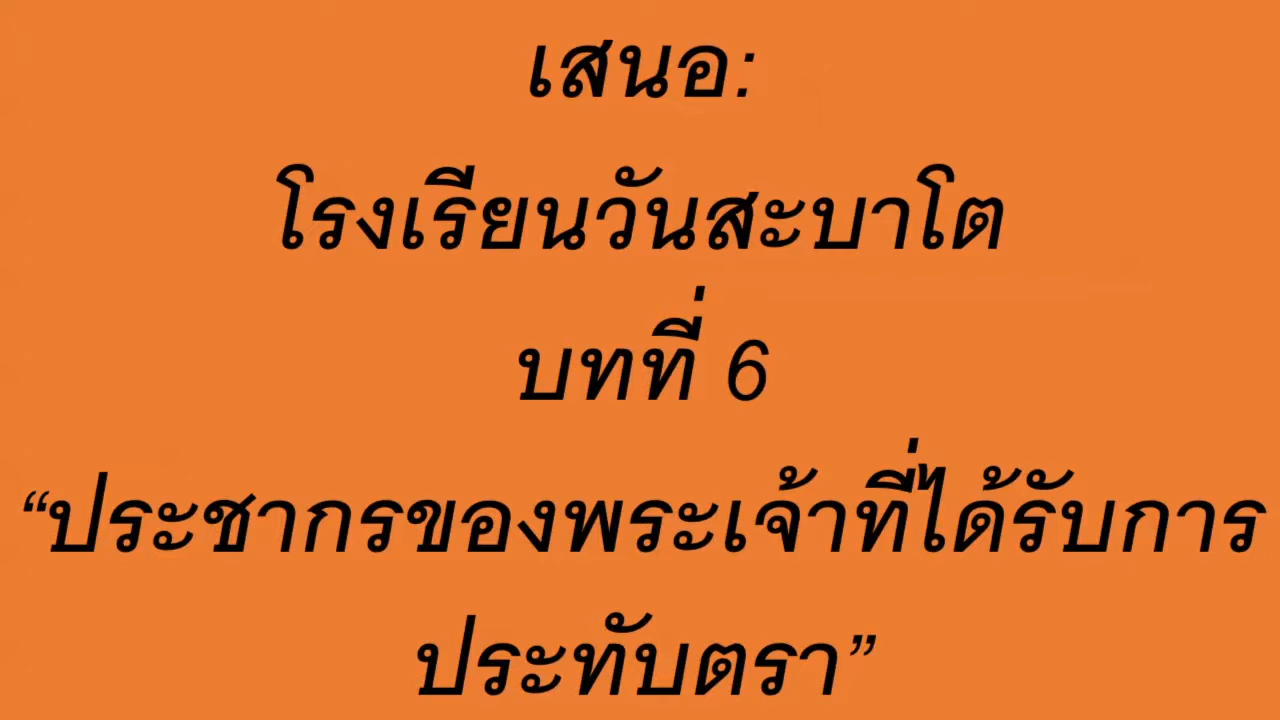 เสนอ:
โรงเรียนวันสะบาโต
บทที่ 6
“ประชากรของพระเจ้าที่ได้รับการ
ประทับตรา”